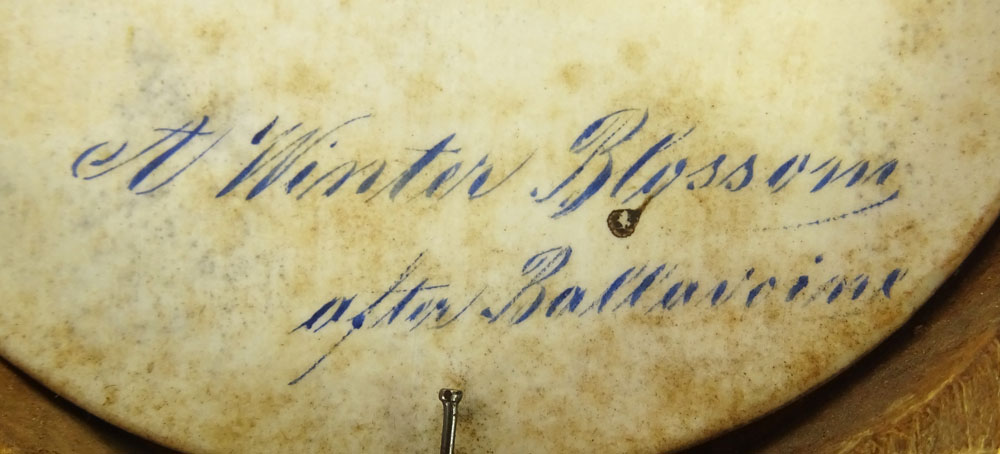 A Winter Blossom
after Ballavoine